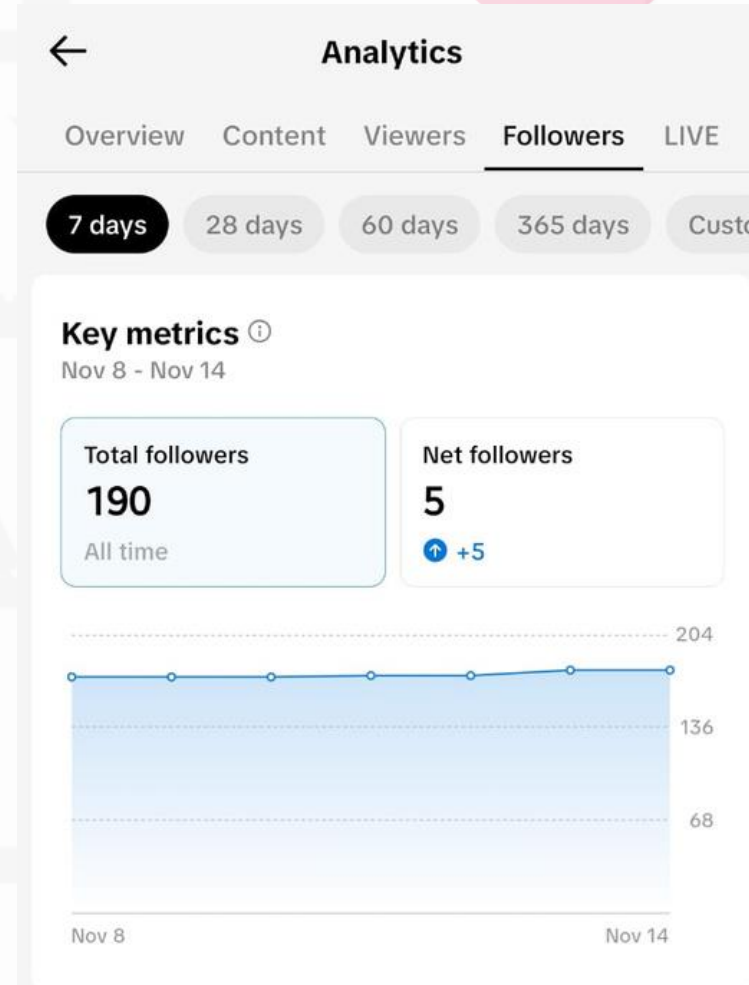 Analytics
Overview Content Viewers Followers LIVE
7 days 28 days 60 days 365 days Custo
Key metrics
Nov 8 - Nov 14
Total followers Net followers
190 5
All time +5
204
136
68
Nov 8 Nov 14